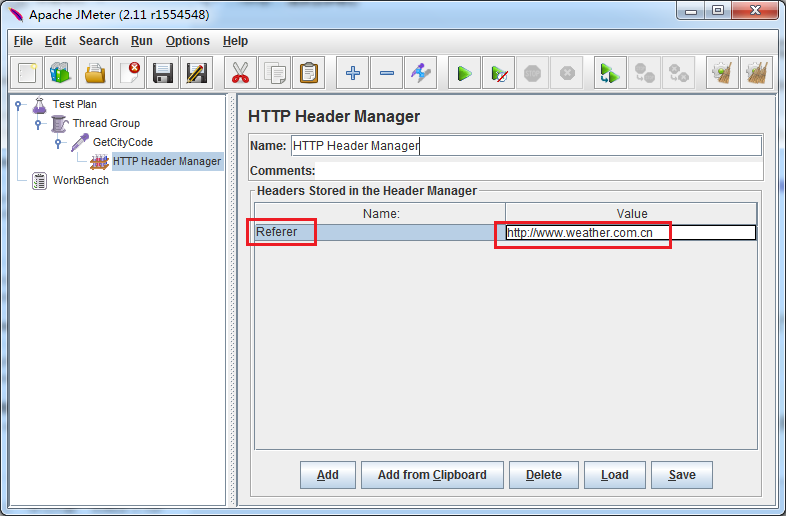 Apache JMeter (2.11 r1554548)
File Edit Search Run Options Help
Test Plan
Thread Group
GetCityCode
HTTP Header Manager
WorkBench
HTTP Header Manager
Name: HTTP Header Manager
Comments:
Headers Stored in the Header Manager
Name: Value
Referer http://www.weather.com.cn
Add Add from Clipboard Delete Load Save